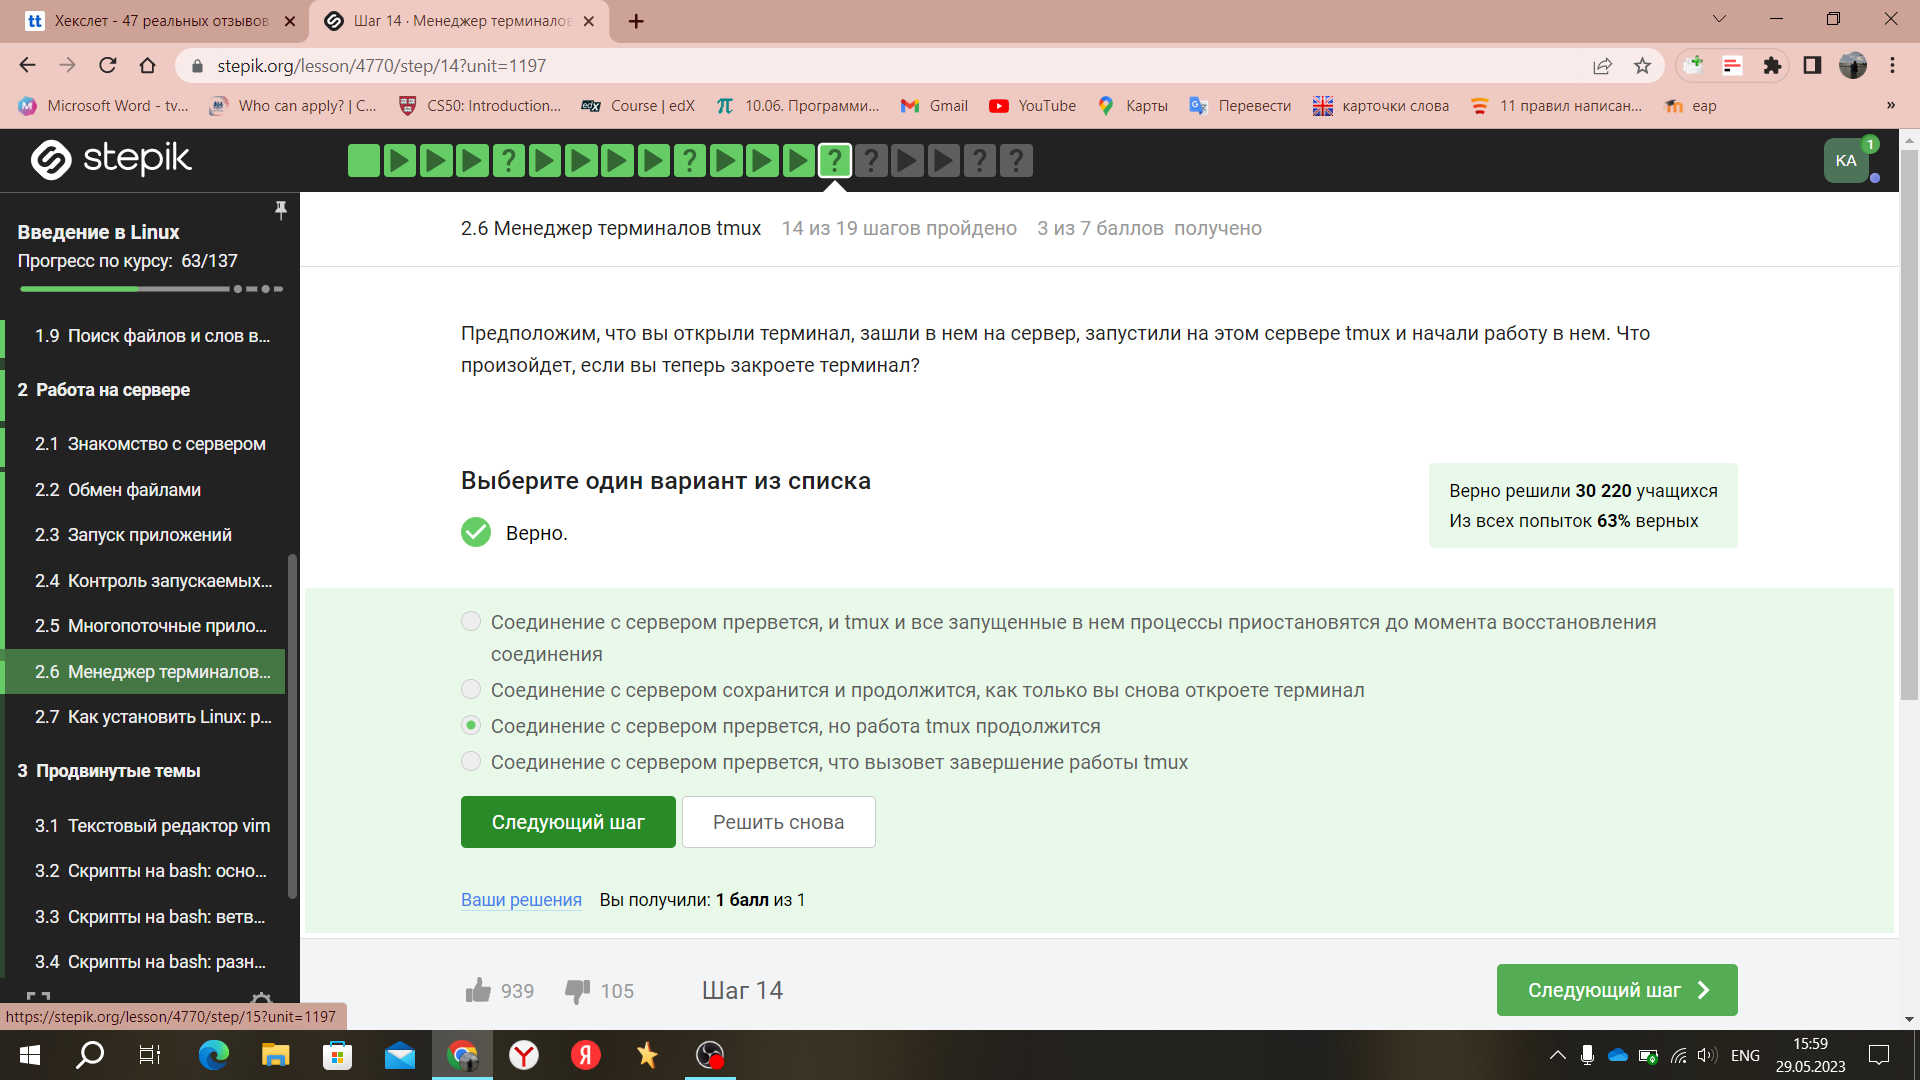 Хекслет - 47 реальных отзывов
Шаг 14 · Менеджер терминалов
stepik.org/lesson/4770/step/14?unit=1197
Microsoft Word - tv...
Who can apply? | C...
CS50: Introduction...
Course | edX
10.06. Программи...
Gmail
YouTube
Карты
Перевести
карточки слова
11 правил написан...
eap
»
stepik
KA
1
Введение в Linux
Прогресс по курсу: 63/137
1.9 Поиск файлов и слов в...
2 Работа на сервере
2.1 Знакомство с сервером
2.2 Обмен файлами
2.3 Запуск приложений
2.4 Контроль запускаемых...
2.5 Многопоточные прило...
2.6 Менеджер терминалов...
2.7 Как установить Linux: р...
3 Продвинутые темы
3.1 Текстовый редактор vim
3.2 Скрипты на bash: осно...
3.3 Скрипты на bash: ветв...
3.4 Скрипты на bash: разн...
2.6 Менеджер терминалов tmux 14 из 19 шагов пройдено 3 из 7 баллов получено
Предположим, что вы открыли терминал, зашли в нем на сервер, запустили на этом сервере tmux и начали работу в нем. Что
произойдет, если вы теперь закроете терминал?
Выберите один вариант из списка
Верно.
Верно решили 30 220 учащихся
Из всех попыток 63% верных
Соединение с сервером прервется, и tmux и все запущенные в нем процессы приостановятся до момента восстановления
соединения
Соединение с сервером сохранится и продолжится, как только вы снова откроете терминал
Соединение с сервером прервется, но работа tmux продолжится
Соединение с сервером прервется, что вызовет завершение работы tmux
Следующий шаг
Решить снова
Ваши решения Вы получили: 1 балл из 1
939
105
Шаг 14
Следующий шаг
https://stepik.org/lesson/4770/step/15?unit=1197
ENG
15:59
29.05.2023